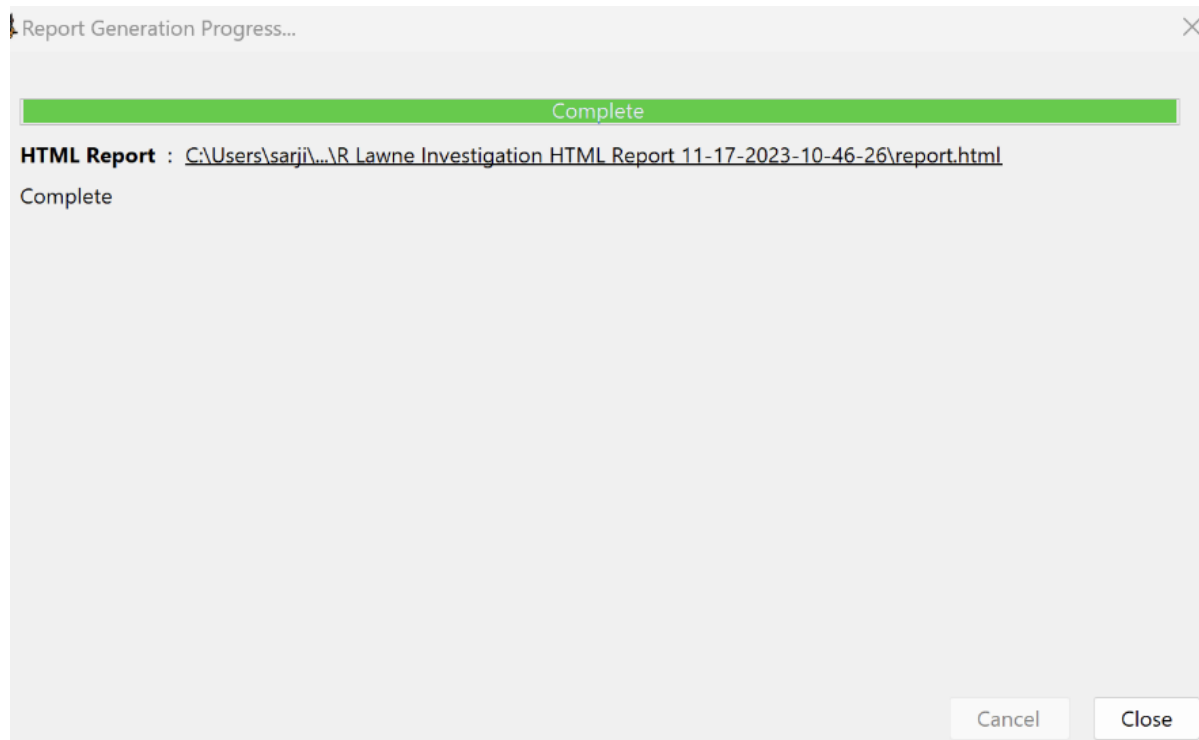 Report Generation Progress...
Complete
HTML Report : C:\Users\sarji\...\R Lawne Investigation HTML Report 11-17-2023-10-46-26\report.html
Complete
Cancel
Close